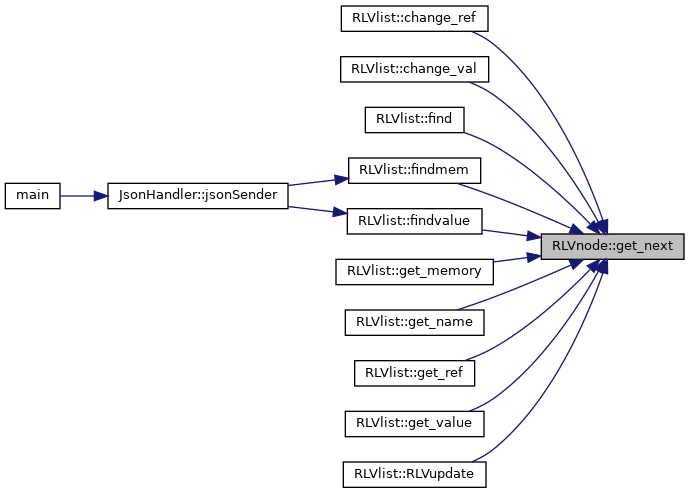 RLVlist::change_ref
RLVlist::change_val
RLVlist::find
RLVlist::findmem
main
JsonHandler::jsonSender
RLVlist::findvalue
RLVnode::get_next
RLVlist::get_memory
RLVlist::get_name
RLVlist::get_ref
RLVlist::get_value
RLVlist::RLVupdate